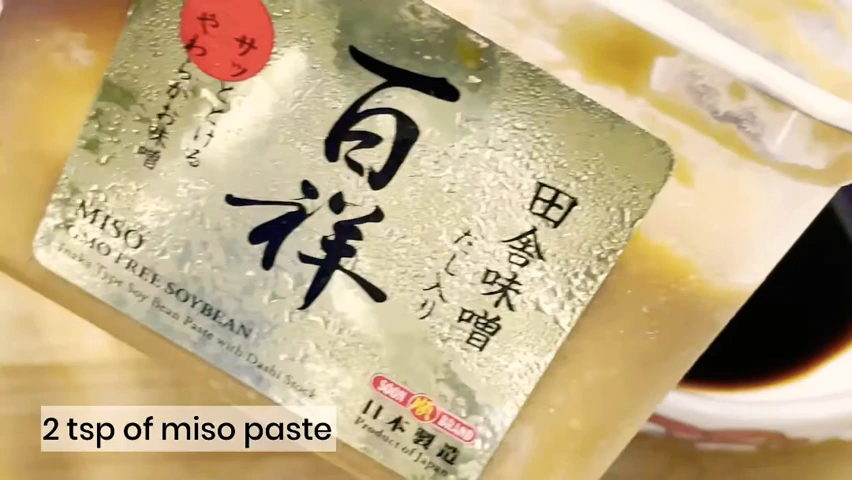 サッと
やわらかお味噌
とける
百祥
田舎味噌
だし入り
MISO
GMO FREE SOYBEAN
Inaka Type Soy Bean Paste with Dashi Stock
SOON BRAND
日本製造
Product of Japan
2 tsp of miso paste